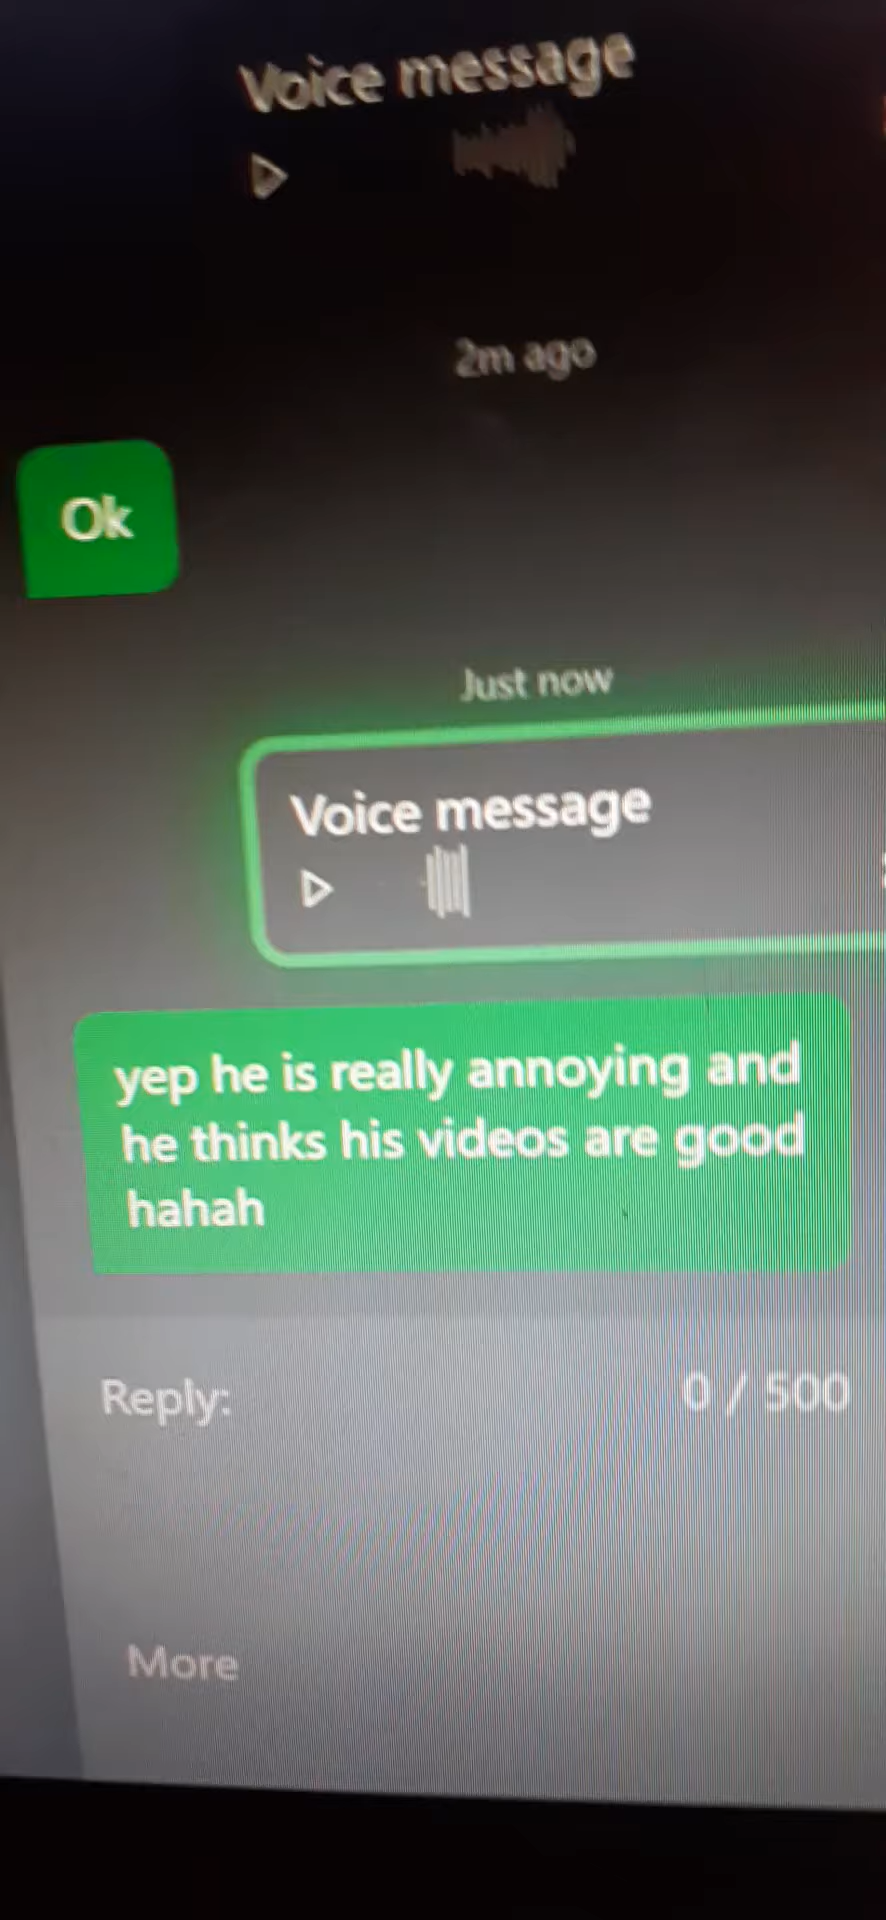 Voice message
2m ago
Ok
Just now
Voice message
yep he is really annoying and
he thinks his videos are good
hahah
Reply:
0 / 500
More